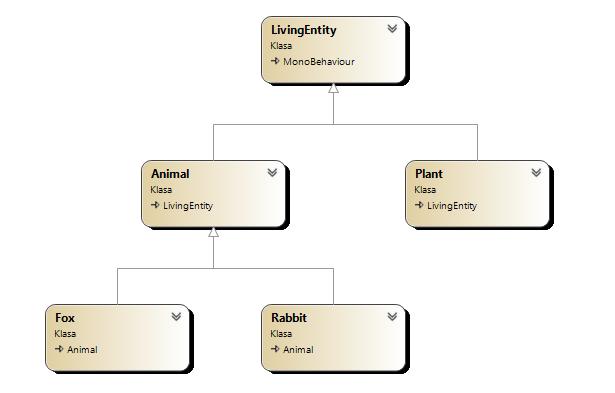 LivingEntity
Klasa
MonoBehaviour
Animal
Klasa
LivingEntity
Plant
Klasa
LivingEntity
Fox
Klasa
Animal
Rabbit
Klasa
Animal